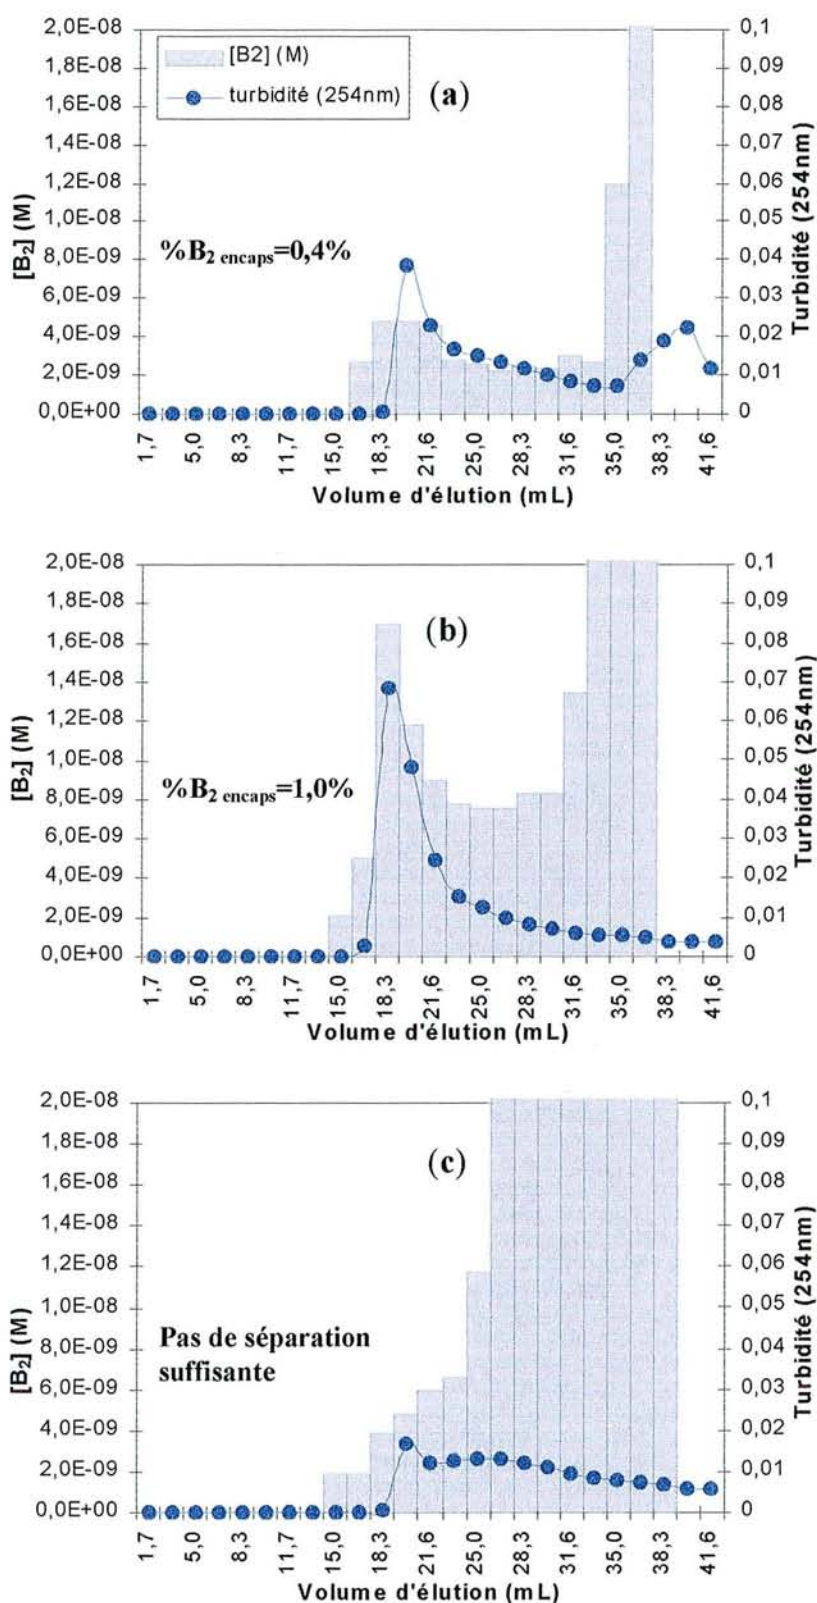 2,0E-08
1,8E-08
1,6E-08
1,4E-08
1,2E-08
1,0E-08
8,0E-09
6,0E-09
4,0E-09
2,0E-09
0,0E+00
[B₂] (M)
[B2] (M)
turbidité (254nm)
(a)
%B₂ encaps=0,4%
0,1
0,09
0,08
0,07
0,06
0,05
0,04
0,03
0,02
0,01
0
Turbidité (254nm)
1,7
5,0
8,3
11,7
15,0
18,3
21,6
25,0
28,3
31,6
35,0
38,3
41,6
Volume d'élution (mL)
2,0E-08
1,8E-08
1,6E-08
1,4E-08
1,2E-08
1,0E-08
8,0E-09
6,0E-09
4,0E-09
2,0E-09
0,0E+00
[B₂] (M)
(b)
%B₂ encaps=1,0%
0,1
0,09
0,08
0,07
0,06
0,05
0,04
0,03
0,02
0,01
0
Turbidité (254nm)
1,7
5,0
8,3
11,7
15,0
18,3
21,6
25,0
28,3
31,6
35,0
38,3
41,6
Volume d'élution (mL)
2,0E-08
1,8E-08
1,6E-08
1,4E-08
1,2E-08
1,0E-08
8,0E-09
6,0E-09
4,0E-09
2,0E-09
0,0E+00
[B₂] (M)
(c)
Pas de séparation
suffisante
0,1
0,09
0,08
0,07
0,06
0,05
0,04
0,03
0,02
0,01
0
Turbidité (254nm)
1,7
5,0
8,3
11,7
15,0
18,3
21,6
25,0
28,3
31,6
35,0
38,3
41,6
Volume d'élution (mL)